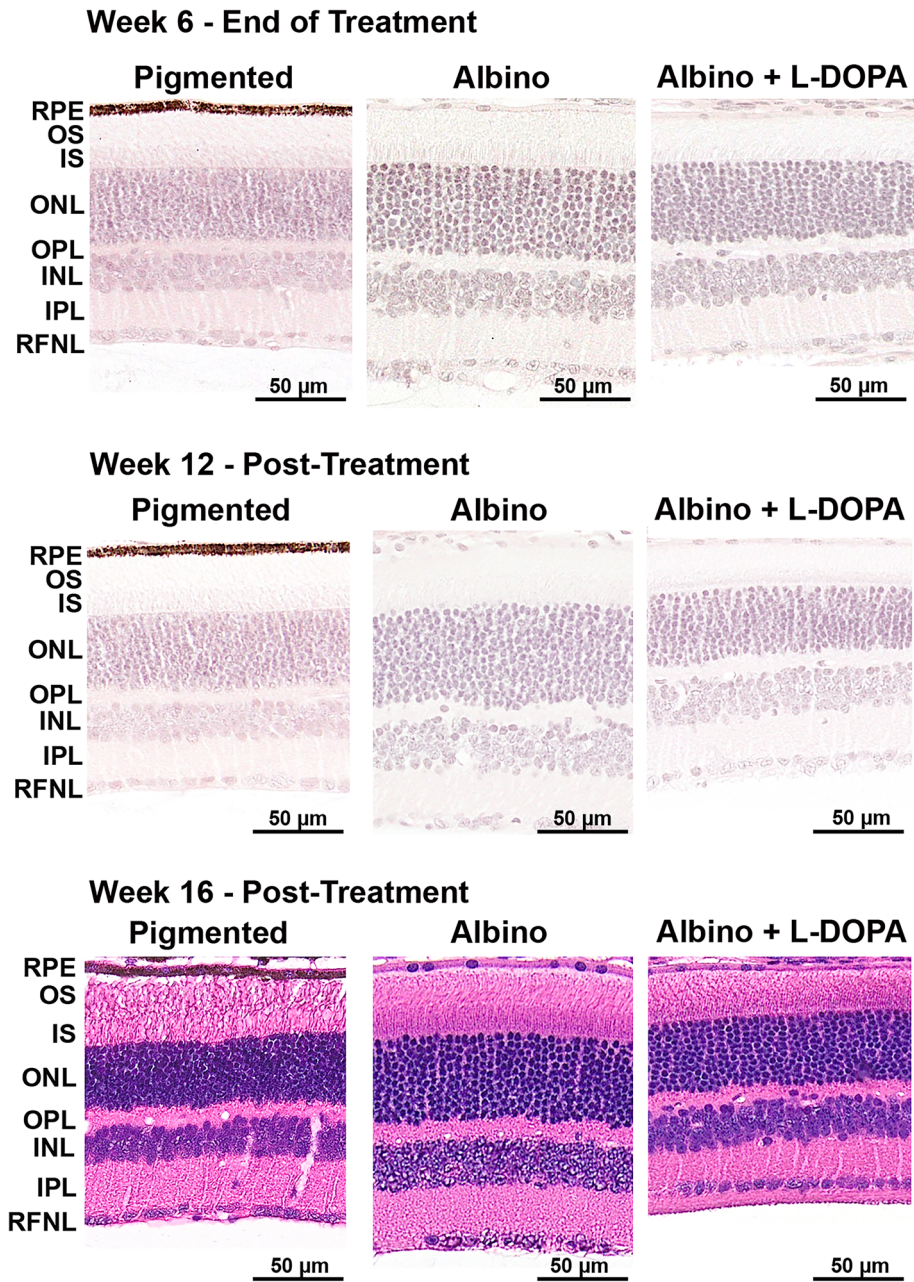 Week 6 - End of Treatment
Pigmented
Albino
Albino + L-DOPA
RPE
OS
IS
ONL
OPL
INL
IPL
RFNL
50 µm
50 µm
50 µm
Week 12 - Post-Treatment
Pigmented
Albino
Albino + L-DOPA
RPE
OS
IS
ONL
OPL
INL
IPL
RFNL
50 µm
50 µm
50 µm
Week 16 - Post-Treatment
Pigmented
Albino
Albino + L-DOPA
RPE
OS
IS
ONL
OPL
INL
IPL
RFNL
50 µm
50 µm
50 µm